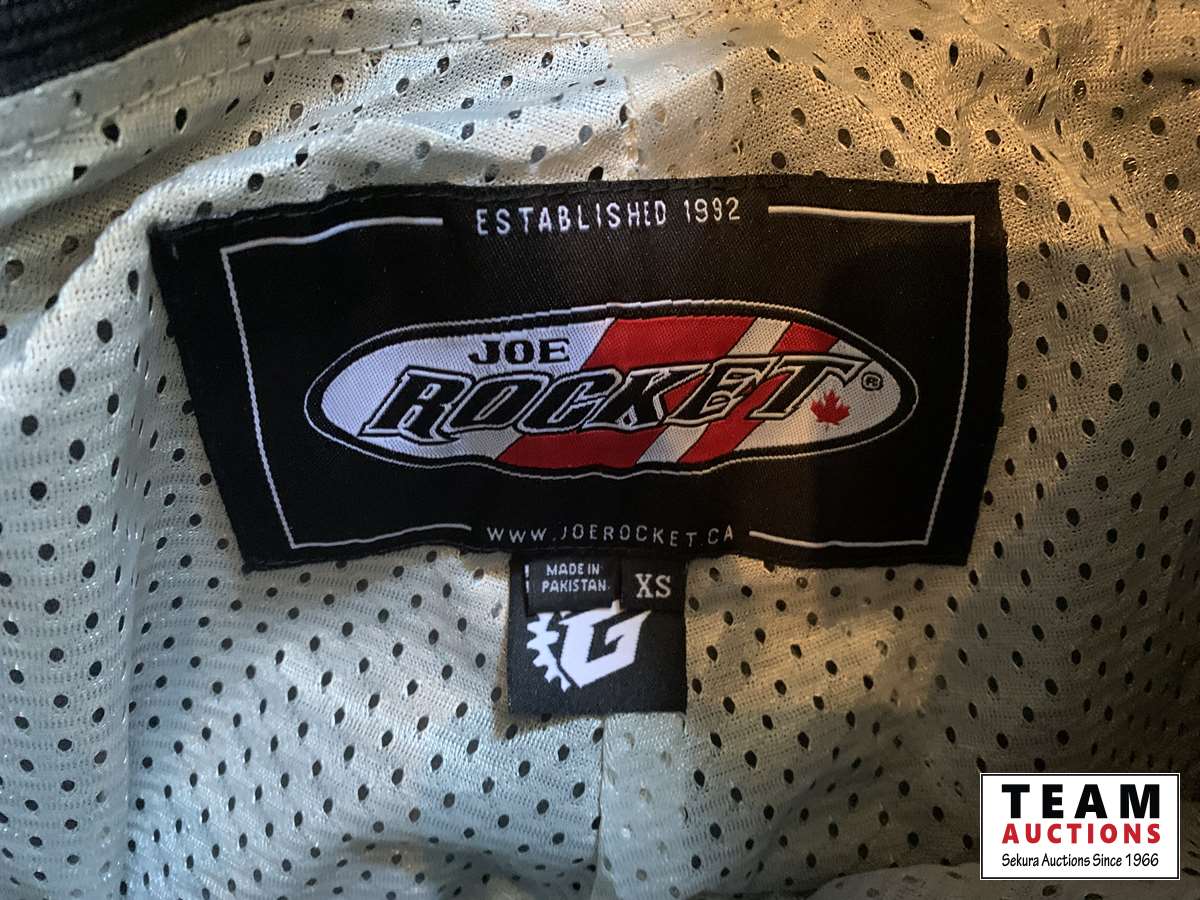 ESTABLISHED 1992
JOE
ROCKET®
WWW.JOEROCKET.CA
MADE IN
PAKISTAN
XS
G
TEAM
AUCTIONS
Sekura Auctions Since 1966